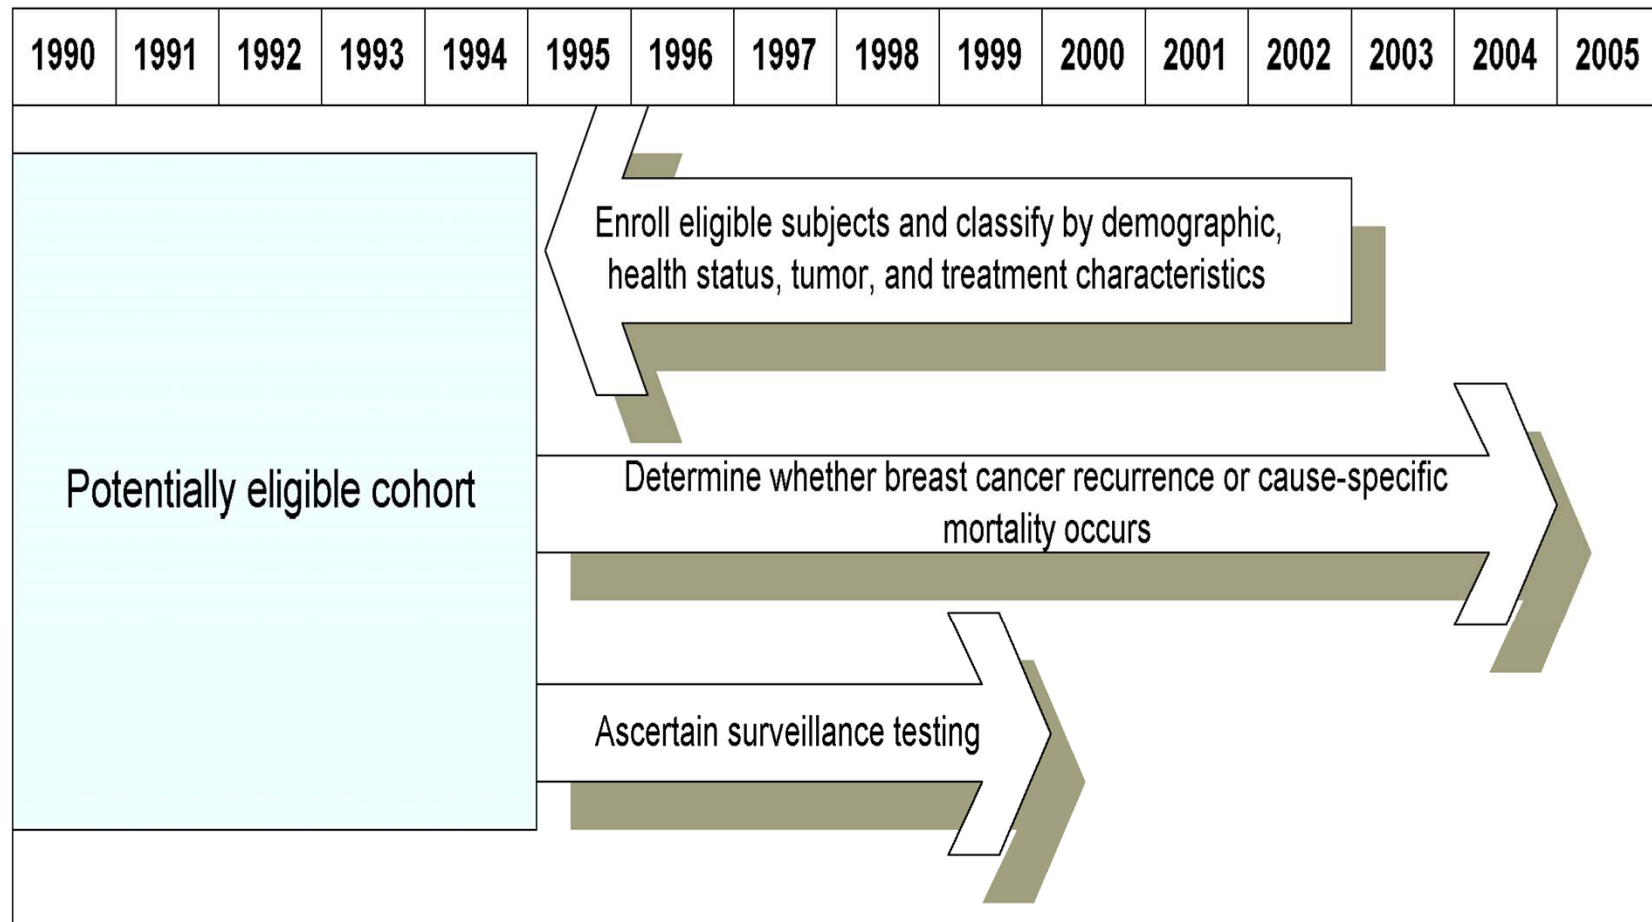 1990 1991 1992 1993 1994 1995 1996 1997 1998 1999 2000 2001 2002 2003 2004 2005
Enroll eligible subjects and classify by demographic,
health status, tumor, and treatment characteristics
Potentially eligible cohort
Determine whether breast cancer recurrence or cause-specific
mortality occurs
Ascertain surveillance testing